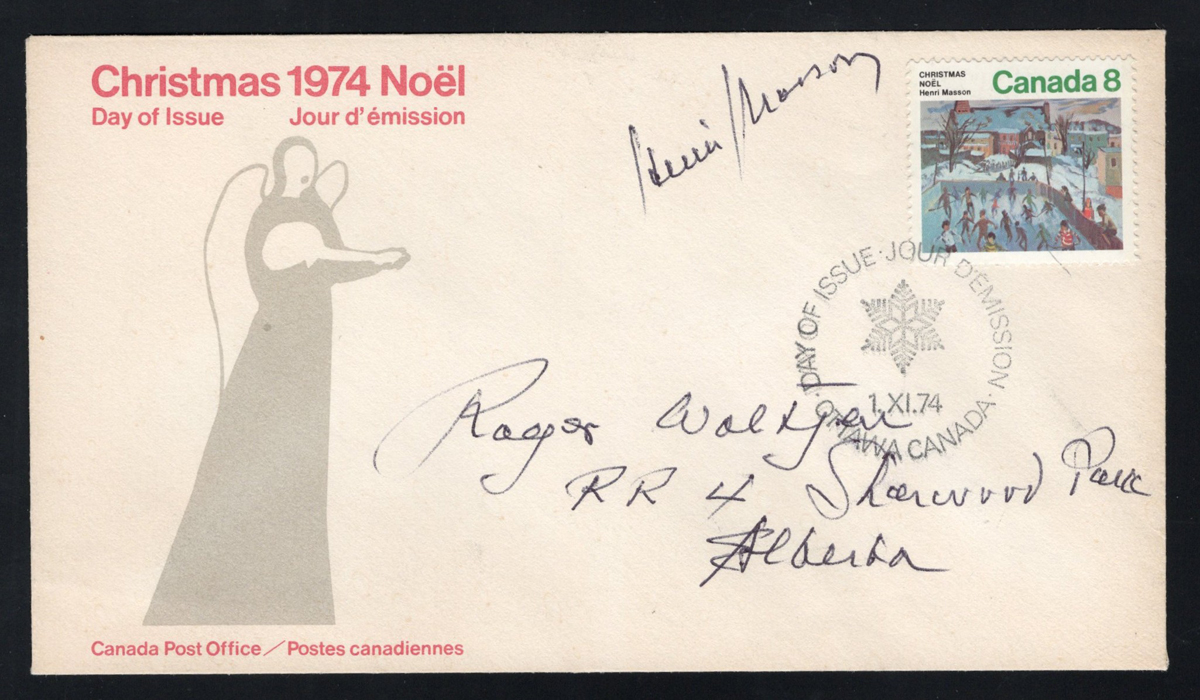 Christmas 1974 Noël
Day of Issue Jour d'émission
Henri Masson
CHRISTMAS
NOËL
Henri Masson
Canada 8
DAY OF ISSUE · JOUR D'ÉMISSION ·
1.XI.74
OTTAWA CANADA ·
Roger
RR 4 Sherwood Park
Alberta
Canada Post Office / Postes canadiennes